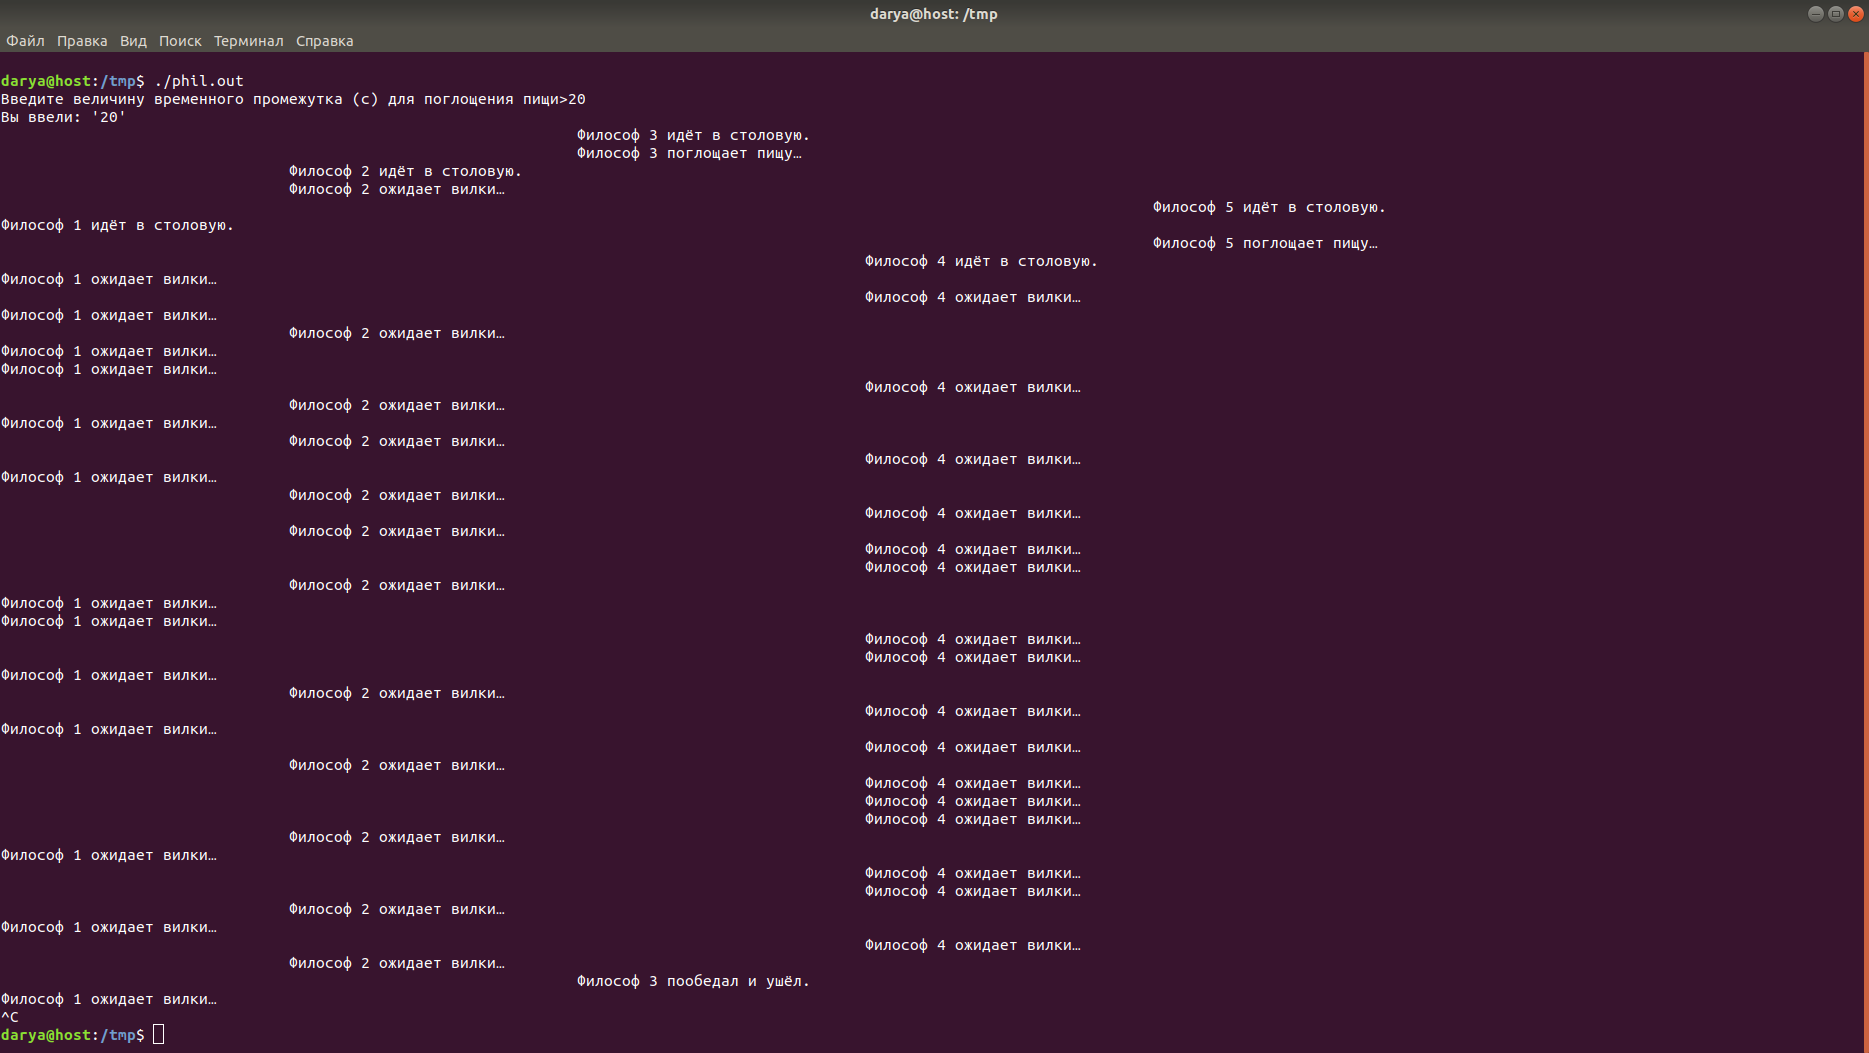 darya@host: /tmp
Файл Правка Вид Поиск Терминал Справка
darya@host:/tmp$ ./phil.out
Введите величину временного промежутка (с) для поглощения пищи>20
Вы ввели: '20'
Философ 3 идёт в столовую.
Философ 3 поглощает пищу…
Философ 2 идёт в столовую.
Философ 2 ожидает вилки…
Философ 5 идёт в столовую.
Философ 1 идёт в столовую.
Философ 5 поглощает пищу…
Философ 4 идёт в столовую.
Философ 1 ожидает вилки…
Философ 4 ожидает вилки…
Философ 1 ожидает вилки…
Философ 2 ожидает вилки…
Философ 1 ожидает вилки…
Философ 1 ожидает вилки…
Философ 4 ожидает вилки…
Философ 2 ожидает вилки…
Философ 1 ожидает вилки…
Философ 2 ожидает вилки…
Философ 4 ожидает вилки…
Философ 1 ожидает вилки…
Философ 2 ожидает вилки…
Философ 4 ожидает вилки…
Философ 2 ожидает вилки…
Философ 4 ожидает вилки…
Философ 4 ожидает вилки…
Философ 2 ожидает вилки…
Философ 1 ожидает вилки…
Философ 1 ожидает вилки…
Философ 4 ожидает вилки…
Философ 4 ожидает вилки…
Философ 1 ожидает вилки…
Философ 2 ожидает вилки…
Философ 4 ожидает вилки…
Философ 1 ожидает вилки…
Философ 4 ожидает вилки…
Философ 2 ожидает вилки…
Философ 4 ожидает вилки…
Философ 4 ожидает вилки…
Философ 4 ожидает вилки…
Философ 2 ожидает вилки…
Философ 1 ожидает вилки…
Философ 4 ожидает вилки…
Философ 4 ожидает вилки…
Философ 2 ожидает вилки…
Философ 1 ожидает вилки…
Философ 4 ожидает вилки…
Философ 2 ожидает вилки…
Философ 3 пообедал и ушёл.
Философ 1 ожидает вилки…
^C
darya@host:/tmp$